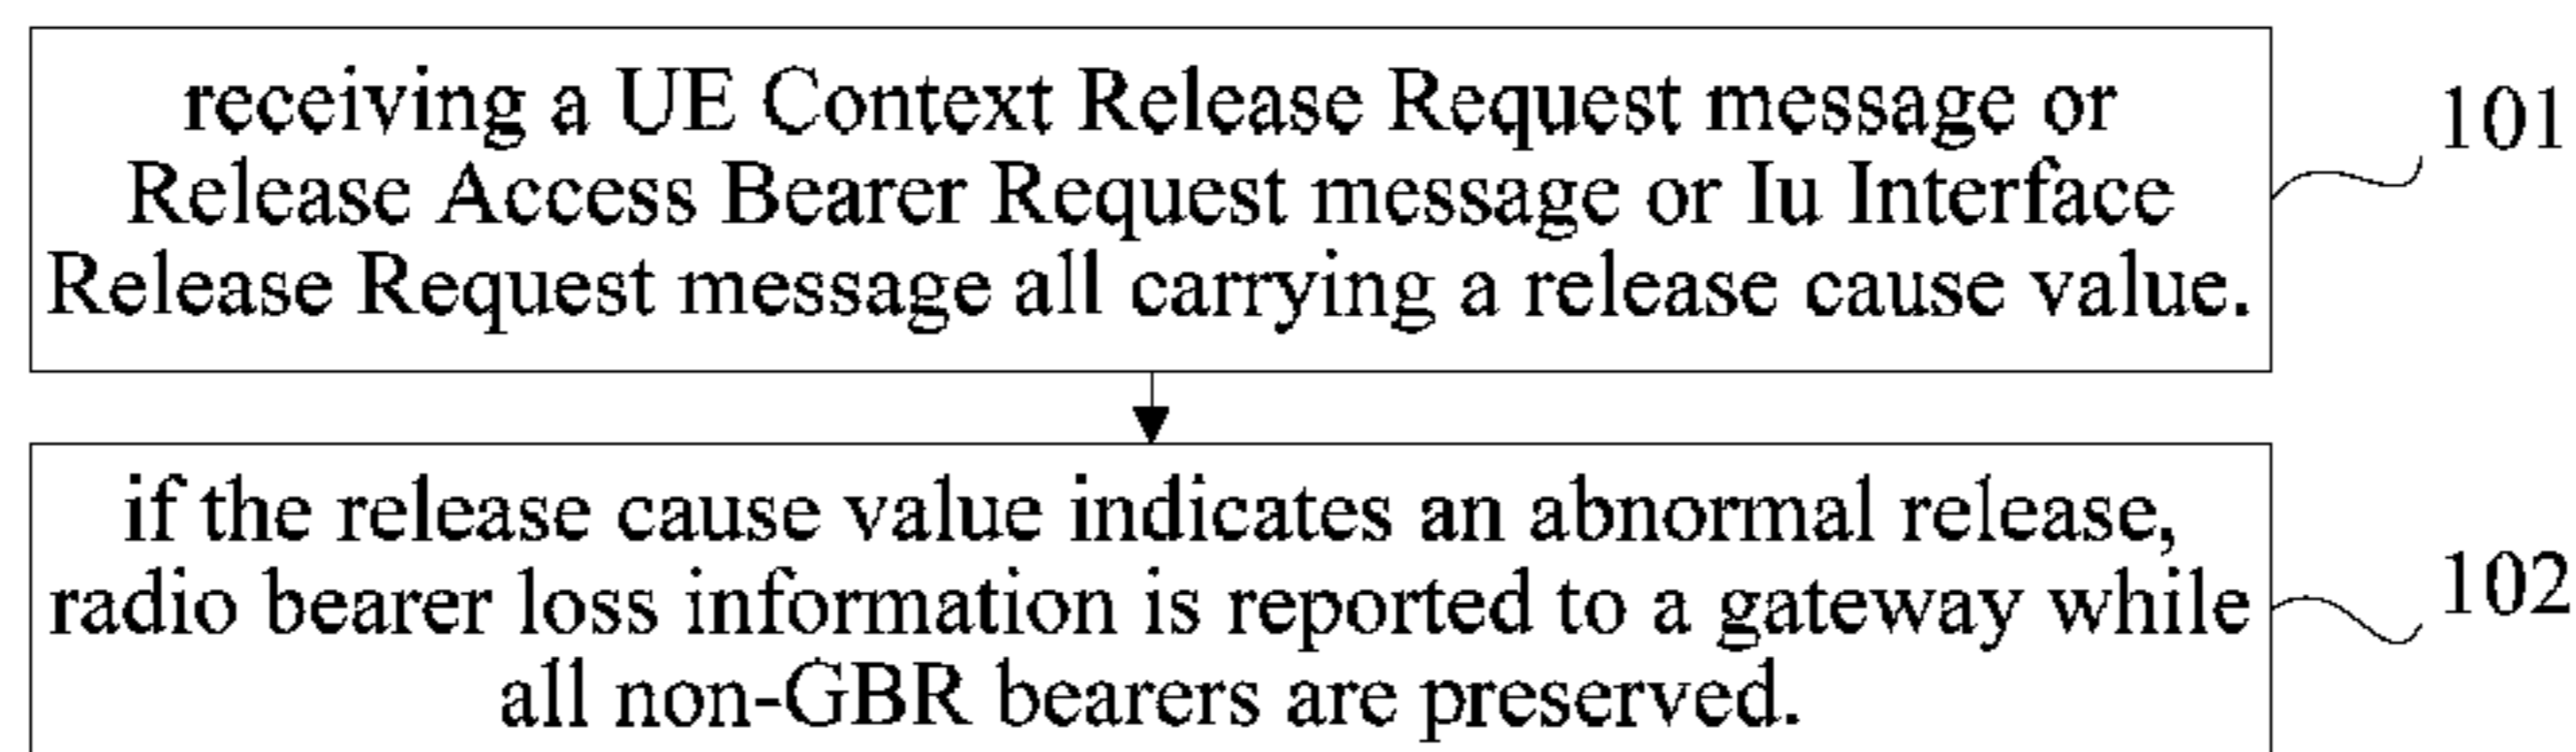 receiving a UE Context Release Request message or
Release Access Bearer Request message or Iu Interface
Release Request message all carrying a release cause value.
101
if the release cause value indicates an abnormal release,
radio bearer loss information is reported to a gateway while
all non-GBR bearers are preserved.
102